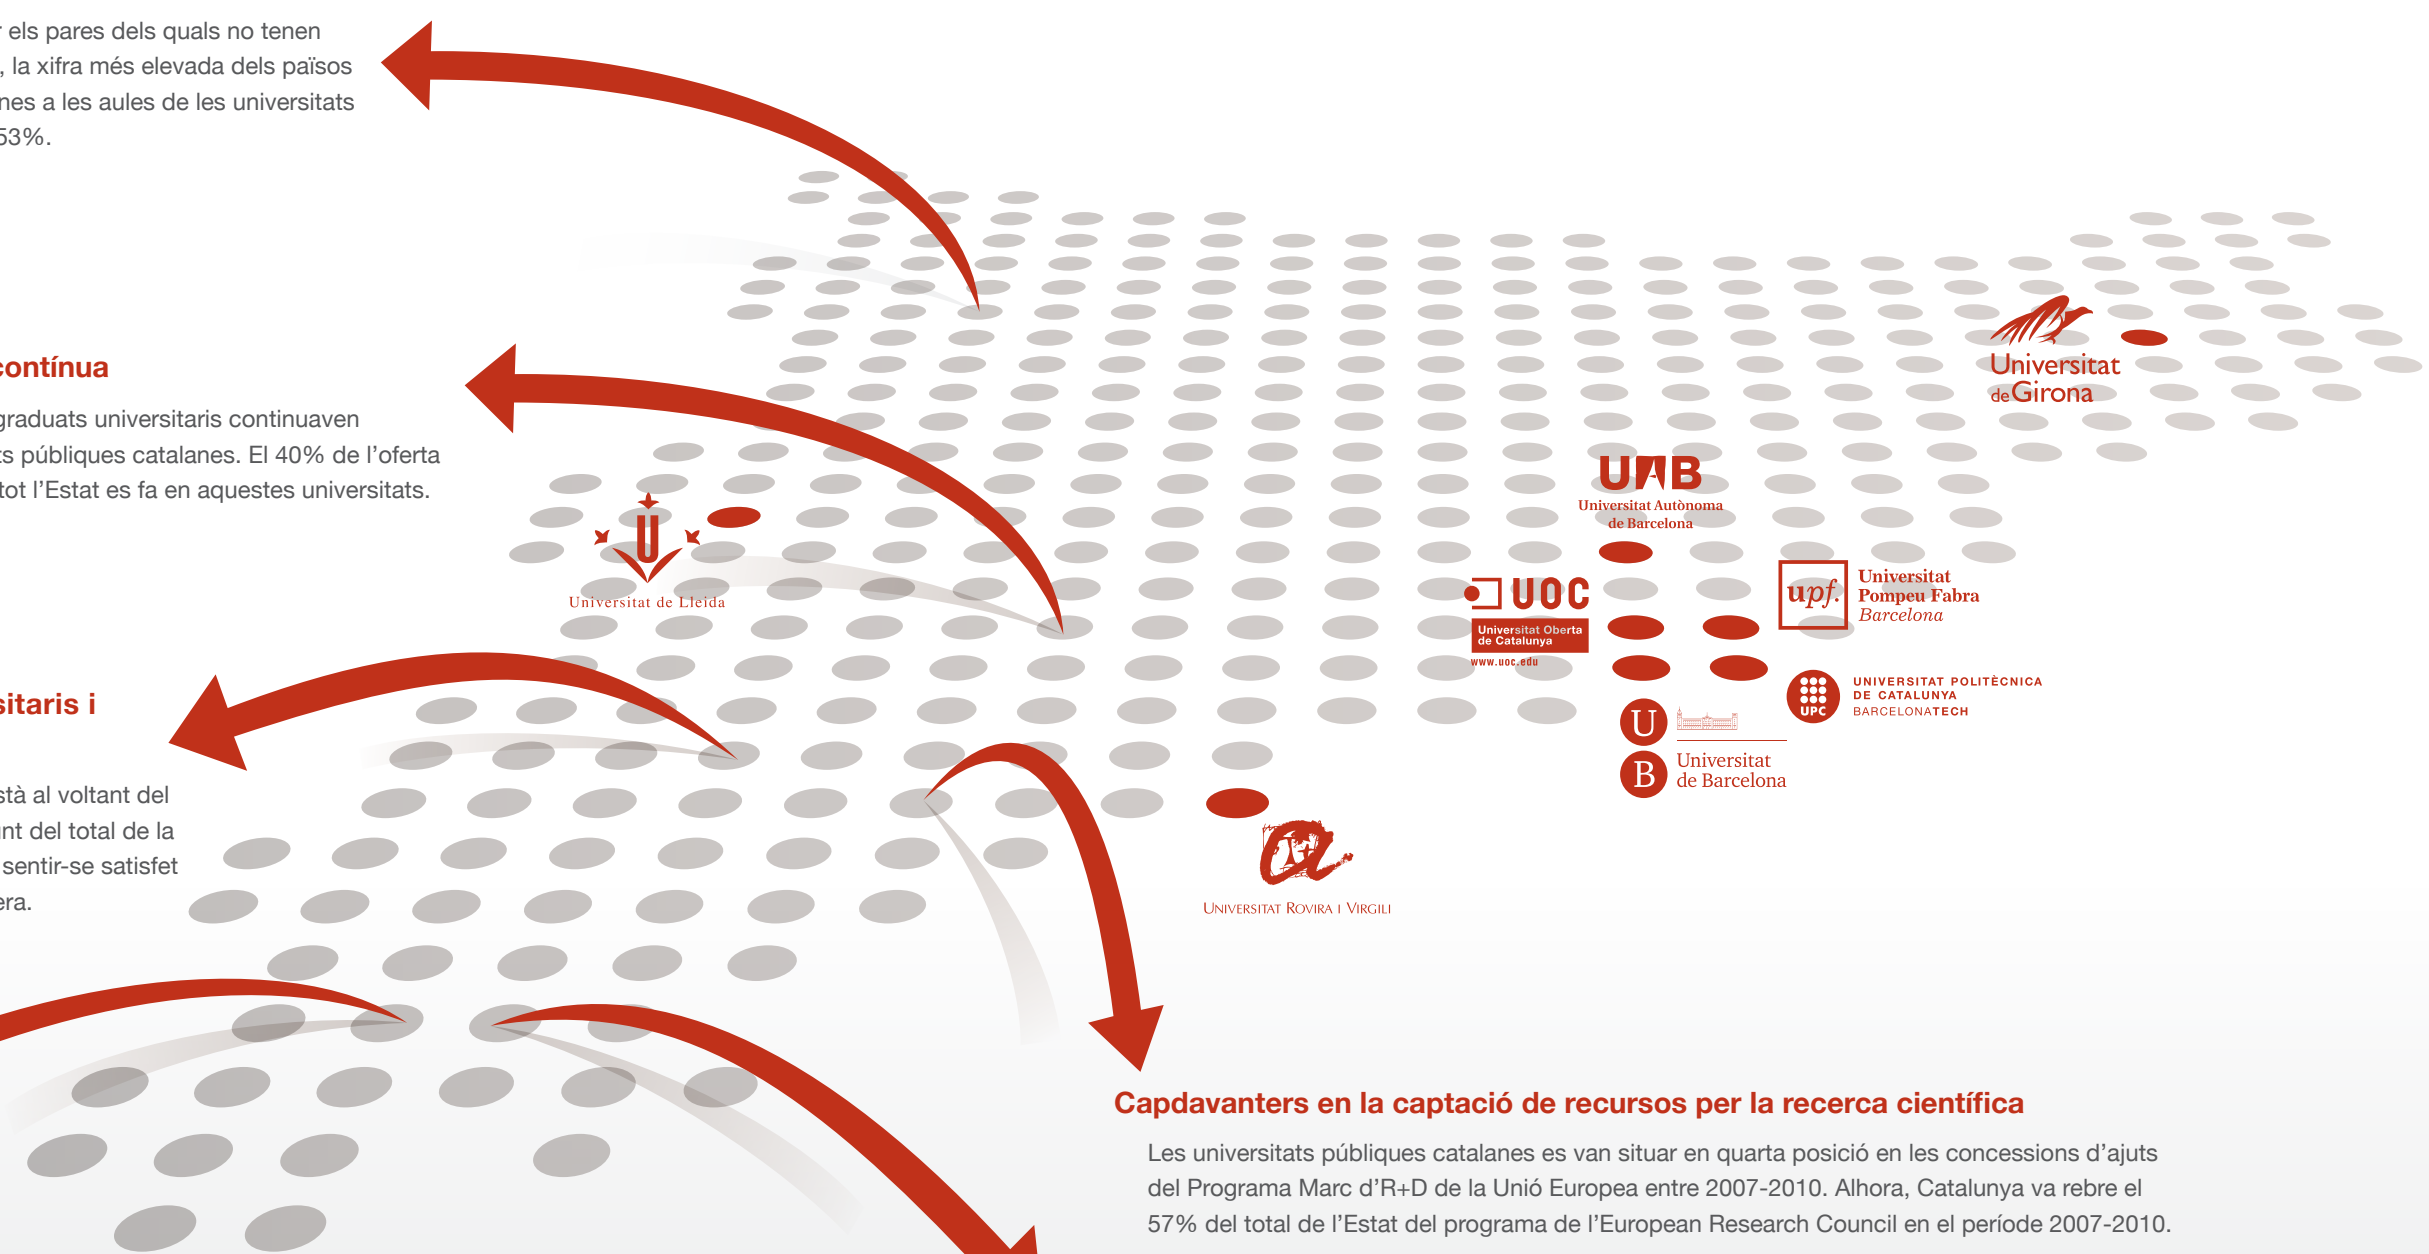 els pares dels quals no tenen
, la xifra més elevada dels països
nes a les aules de les universitats
53%.
contínua
graduats universitaris continuaven
ts públiques catalanes. El 40% de l'oferta
tot l'Estat es fa en aquestes universitats.
sitaris i
stà al voltant del
unt del total de la
sentir-se satisfet
era.
Universitat
de Girona
UAB
Universitat Autònoma
de Barcelona
U
Universitat de Lleida
UOC
Universitat Oberta
de Catalunya
www.uoc.edu
upf.
Universitat
Pompeu Fabra
Barcelona
UPC
UNIVERSITAT POLITÈCNICA
DE CATALUNYA
BARCELONATECH
U
B
Universitat
de Barcelona
UNIVERSITAT ROVIRA I VIRGILI
Capdavanters en la captació de recursos per la recerca científica
Les universitats públiques catalanes es van situar en quarta posició en les concessions d'ajuts
del Programa Marc d'R+D de la Unió Europea entre 2007-2010. Alhora, Catalunya va rebre el
57% del total de l'Estat del programa de l'European Research Council en el període 2007-2010.